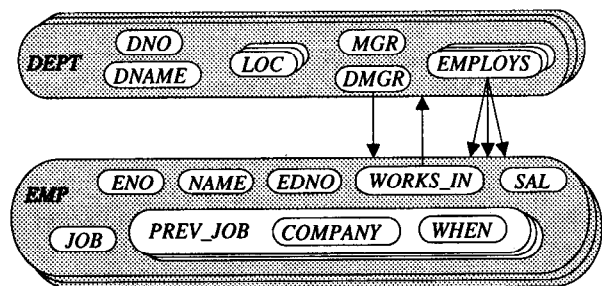 DEPT DNO LOC MGR EMPLOYS
DNAME DMGR
EMP ENO NAME EDNO WORKS_IN SAL
JOB PREV_JOB COMPANY WHEN